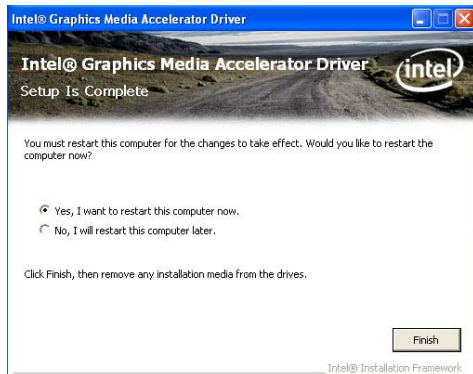 Intel® Graphics Media Accelerator Driver
Intel® Graphics Media Accelerator Driver
intel
Setup Is Complete
You must restart this computer for the changes to take effect. Would you like to restart the
computer now?
Yes, I want to restart this computer now.
No, I will restart this computer later.
Click Finish, then remove any installation media from the drives.
Finish
Intel® Installation Framework